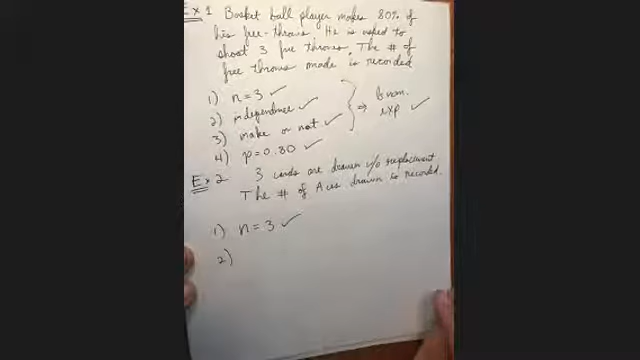 Ex 1 Basket ball player makes 80% of
his free-throws. He is asked to
shoot 3 free throws. The # of
free throws made is recorded
1) n = 3 ✓
2) independence ✓
3) make or not ✓
4) p = 0.80 ✓
} ⇒ binom.
exp ✓
Ex 2 3 cards are drawn w/o replacement.
The # of Aces drawn is recorded.
1) n = 3 ✓
2)